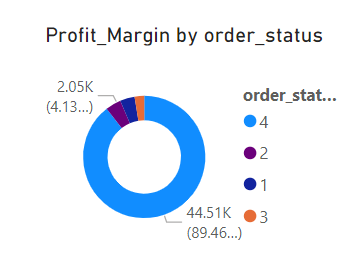 Profit_Margin by order_status
2.05K
(4.13...)
order_stat...
4
2
1
3
44.51K
(89.46...)